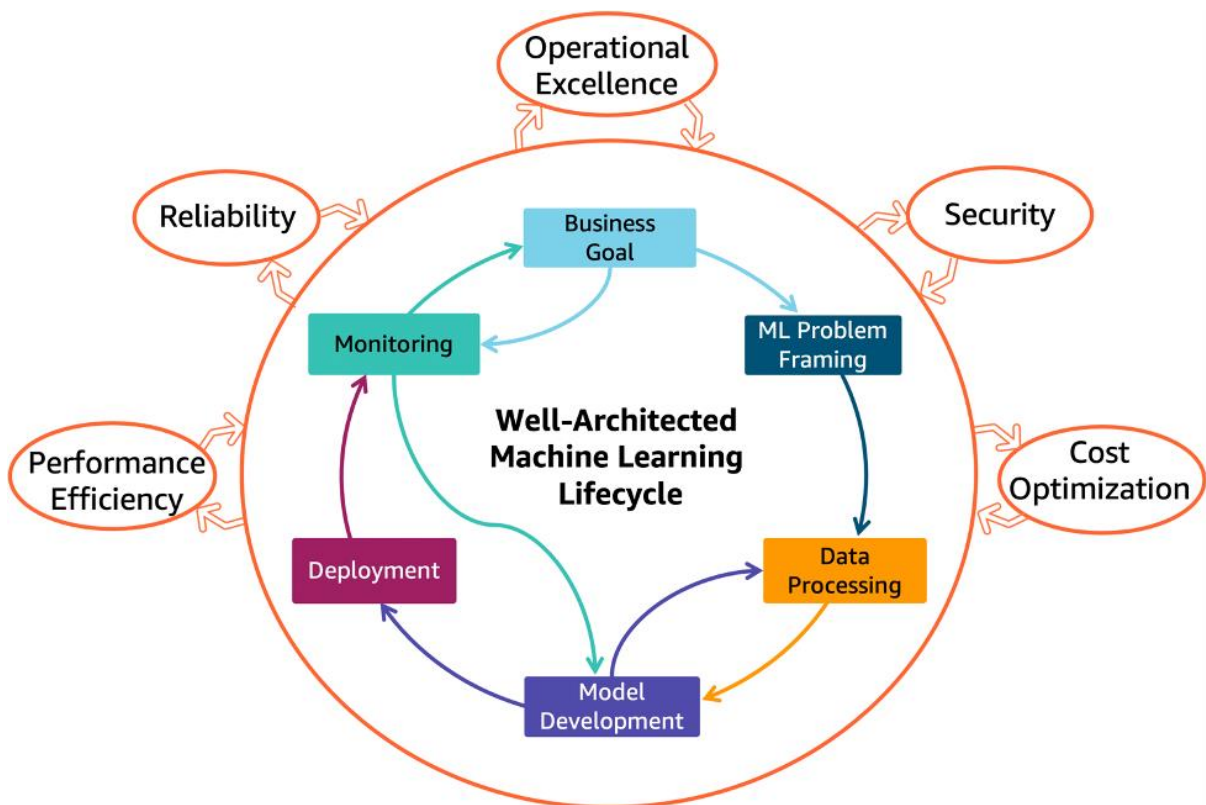 Operational
Excellence
Reliability
Security
Business
Goal
Monitoring
ML Problem
Framing
Well-Architected
Machine Learning
Lifecycle
Performance
Efficiency
Cost
Optimization
Deployment
Data
Processing
Model
Development